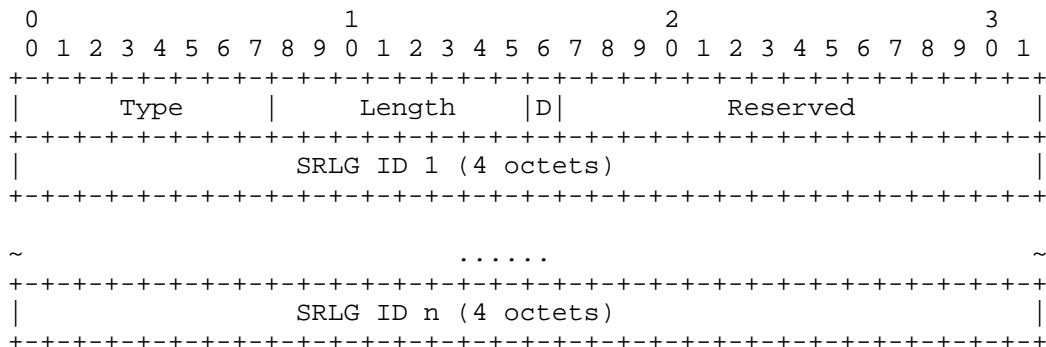 0                   1                   2                   3
 0 1 2 3 4 5 6 7 8 9 0 1 2 3 4 5 6 7 8 9 0 1 2 3 4 5 6 7 8 9 0 1
+-+-+-+-+-+-+-+-+-+-+-+-+-+-+-+-+-+-+-+-+-+-+-+-+-+-+-+-+-+-+-+-+
|      Type     |     Length    |D|          Reserved           |
+-+-+-+-+-+-+-+-+-+-+-+-+-+-+-+-+-+-+-+-+-+-+-+-+-+-+-+-+-+-+-+-+
|                 SRLG ID 1 (4 octets)                          |
+-+-+-+-+-+-+-+-+-+-+-+-+-+-+-+-+-+-+-+-+-+-+-+-+-+-+-+-+-+-+-+-+
~                           ......                              ~
+-+-+-+-+-+-+-+-+-+-+-+-+-+-+-+-+-+-+-+-+-+-+-+-+-+-+-+-+-+-+-+-+
|                 SRLG ID n (4 octets)                          |
+-+-+-+-+-+-+-+-+-+-+-+-+-+-+-+-+-+-+-+-+-+-+-+-+-+-+-+-+-+-+-+-+